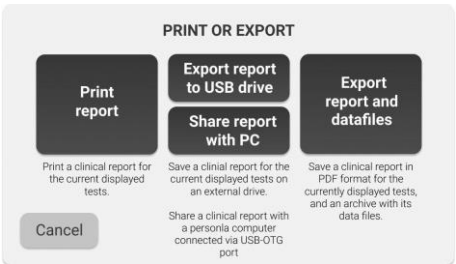 PRINT OR EXPORT
Print
report
Export report
to USB drive
Share report
with PC
Export
report and
datafiles
Print a clinical report for
the current displayed
tests.
Save a clinial report for the
current displayed tests on
an external drive.
Share a clinical report with
a personla computer
connected via USB-OTG
port
Save a clinical report in
PDF format for the
currently displayed tests,
and an archive with its
data files.
Cancel